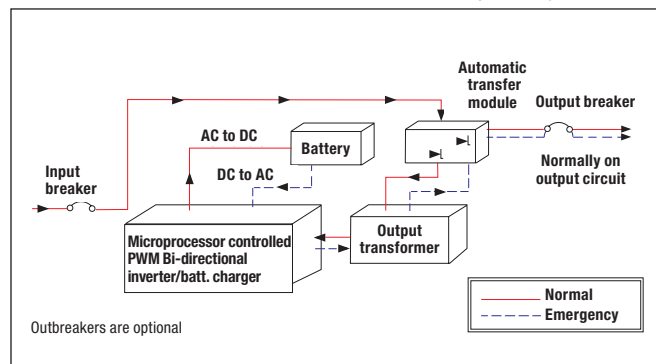 Automatic
transfer
module
Output breaker
AC to DC
Battery
DC to AC
Normally on
output circuit
Input
breaker
Microprocessor controlled
PWM Bi-directional
inverter/batt. charger
Output
transformer
Normal
Emergency
Outbreakers are optional